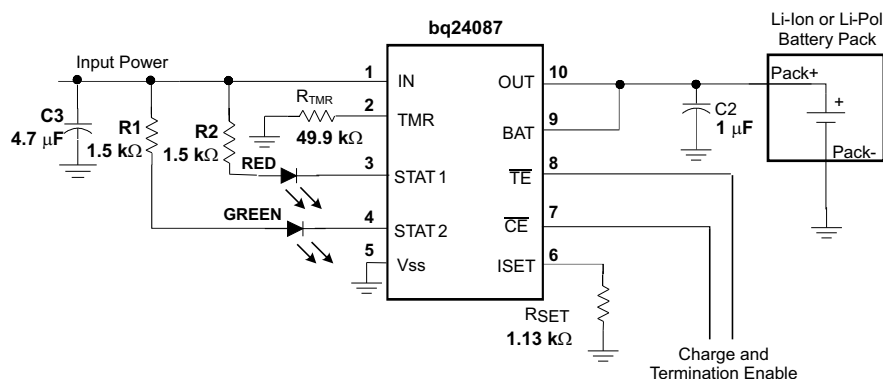 bq24087
Li-Ion or Li-Pol
Battery Pack
Input Power
1
IN
OUT
10
Pack+
C3
4.7 μF
R1
1.5 kΩ
R2
1.5 kΩ
RTMR
49.9 kΩ
2
TMR
BAT
9
C2
1 μF
+
Pack-
RED
3
STAT 1
TE
8
GREEN
4
STAT 2
CE
7
5
Vss
ISET
6
RSET
1.13 kΩ
Charge and
Termination Enable